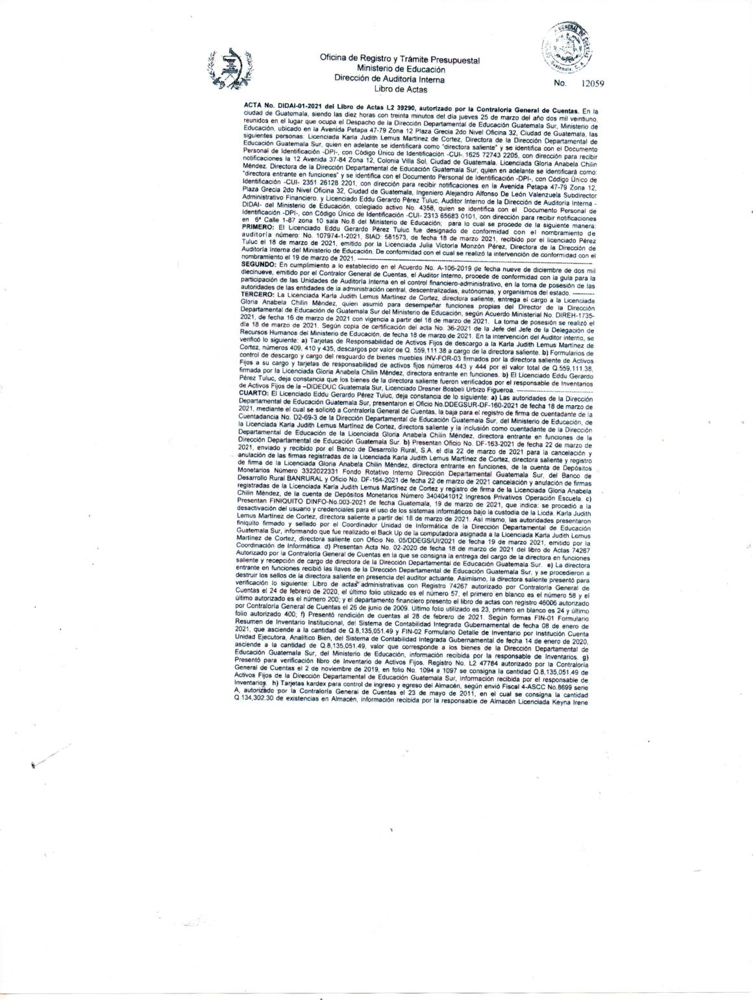 Oficina de Registro y Trámite Presupuestal
Ministerio de Educación
Dirección de Auditoría Interna
Libro de Actas
No. 12059
ACTA No. DIDAI-01-2021 del Libro de Actas L2 39290, autorizado por la Contraloría General de Cuentas. En la
ciudad de Guatemala, siendo las diez horas con treinta minutos del día jueves 25 de marzo del año dos mil veintiuno,
reunidos en el lugar que ocupa el Despacho de la Dirección Departamental de Educación Guatemala Sur, Ministerio de
Educación, ubicado en la Avenida Petapa 47-79 Zona 12 Plaza Grecia 2do Nivel Oficina 32, Ciudad de Guatemala, las
siguientes personas: Licenciada Karla Judith Lemus Martínez de Cortez, Directora de la Dirección Departamental de
Educación Guatemala Sur, quien en adelante se identificará como "directora saliente" y se identifica con el Documento
Personal de Identificación -DPI-, con Código Único de Identificación -CUI-. 1625 72743 2205, con dirección para recibir
notificaciones la 12 Avenida 37-84 Zona 12, Colonia Villa Sol, Ciudad de Guatemala. Licenciada Gloria Anabela Chilin
Méndez. Directora de la Dirección Departamental de Educación Guatemala Sur, quien en adelante se identificará como:
"directora entrante en funciones" y se identifica con el Documento Personal de Identificación -DPI-, con Código Único de
Identificación -CUI- 2351 26128 2201, con dirección para recibir notificaciones en la Avenida Petapa 47-79 Zona 12,
Plaza Grecia 2do Nivel Oficina 32, Ciudad de Guatemala, Ingeniero Alejandro Alfonso De León Valenzuela Subdirector
Administrativo Financiero. y Licenciado Eddu Gerardo Pérez Tuluc, Auditor Interno de la Dirección de Auditoría Interna -
DIDAI- del Ministerio de Educación, colegiado activo No. 4358, quien se identifica con el Documento Personal de
Identificación -DPI-, con Código Único de Identificación -CUI- 2313 65683 0101, con dirección para recibir notificaciones
en 6ª Calle 1-87 zona 10 sala No.8 del Ministerio de Educación; para lo cual se procede de la siguiente manera:
PRIMERO: El Licenciado Eddu Gerardo Pérez Tuluc fue designado de conformidad con el nombramiento de
auditoría número: No. 107974-1-2021, SIAD: 581573, de fecha 18 de marzo 2021, recibido por el licenciado Pérez
Tuluc el 18 de marzo de 2021, emitido por la Licenciada Julia Victoria Monzón Pérez, Directora de la Dirección de
Auditoría Interna del Ministerio de Educación. De conformidad con el cual se realizó la intervención de conformidad con el
nombramiento el 19 de marzo de 2021. ----------
SEGUNDO: En cumplimiento a lo establecido en el Acuerdo No. A-106-2019 de fecha nueve de diciembre de dos mil
diecinueve, emitido por el Contralor General de Cuentas, el Auditor Interno, procede de conformidad con la guía para la
participación de las Unidades de Auditoría Interna en el control financiero-administrativo, en la toma de posesión de las
autoridades de las entidades de la administración central, descentralizadas, autónomas, y organismos del estado. ----------
TERCERO: La Licenciada Karla Judith Lemus Martínez de Cortez, directora saliente, entrega el cargo a la Licenciada
Gloria Anabela Chilin Méndez, quien asumió para desempeñar funciones propias del Director de la Dirección
Departamental de Educación de Guatemala Sur del Ministerio de Educación, según Acuerdo Ministerial No. DIREH-1735-
2021, de fecha 16 de marzo de 2021 con vigencia a partir del 18 de marzo de 2021. La toma de posesión se realizó el
día 18 de marzo de 2021. Según copia de certificación del acta No. 36-2021 de la Jefe del Jefe de la Delegación de
Recursos Humanos del Ministerio de Educación, de fecha 18 de marzo de 2021. En la intervención del Auditor interno, se
verificó lo siguiente: a) Tarjetas de Responsabilidad de Activos Fijos de descargo a la Karla Judith Lemus Martínez de
Cortez, números 409, 410 y 435, descargos por valor de Q. 559,111.38 a cargo de la directora saliente. b) Formularios de
control de descargo y cargo del resguardo de bienes muebles INV-FOR-03 firmados por la directora saliente de Activos
Fijos a su cargo y tarjetas de responsabilidad de activos fijos números 443 y 444 por el valor total de Q.559,111.38,
firmada por la Licenciada Gloria Anabela Chilin Méndez, directora entrante en funciones. b) El Licenciado Eddu Gerardo
Pérez Tuluc, deja constancia que los bienes de la directora saliente fueron verificados por el responsable de Inventarios
de Activos Fijos de la –DIDEDUC Guatemala Sur, Licenciado Dresner Bosbeli Urbizo Figueroa. ----------
CUARTO: El Licenciado Eddu Gerardo Pérez Tuluc, deja constancia de lo siguiente: a) Las autoridades de la Dirección
Departamental de Educación Guatemala Sur, presentaron el Oficio No.DDEGSUR-DF-160-2021 de fecha 18 de marzo de
2021, mediante el cual se solicitó a Contraloría General de Cuentas, la baja para el registro de firma de cuentadante de la
Cuentadancia No. D2-69-3 de la Dirección Departamental de Educación Guatemala Sur, del Ministerio de Educación, de
la Licenciada Karla Judith Lemus Martínez de Cortez, directora saliente y la inclusión como cuentadante de la Dirección
Departamental de Educación de la Licenciada Gloria Anabela Chilin Méndez, directora entrante en funciones de la
Dirección Departamental de Educación Guatemala Sur. b) Presentan Oficio No. DF-163-2021 de fecha 22 de marzo de
2021, enviado y recibido por el Banco de Desarrollo Rural, S.A. el día 22 de marzo de 2021 para la cancelación y
anulación de las firmas registradas de la Licenciada Karla Judith Lemus Martínez de Cortez, directora saliente y registro
de firma de la Licenciada Gloria Anabela Chilin Méndez, directora entrante en funciones, de la cuenta de Depósitos
Monetarios Número 3322022331 Fondo Rotativo Interno Dirección Departamental Guatemala Sur, del Banco de
Desarrollo Rural BANRURAL y Oficio No. DF-164-2021 de fecha 22 de marzo de 2021 cancelación y anulación de firmas
registradas de la Licenciada Karla Judith Lemus Martínez de Cortez y registro de firma de la Licenciada Gloria Anabela
Chilin Méndez, de la cuenta de Depósitos Monetarios Número 3404041012 Ingresos Privativos Operación Escuela. c)
Presentan FINIQUITO DINFO-No.003-2021 de fecha Guatemala, 19 de marzo de 2021, que indica: se procedió a la
desactivación del usuario y credenciales para el uso de los sistemas informáticos bajo la custodia de la Licda. Karla Judith
Lemus Martínez de Cortez, directora saliente a partir del 18 de marzo de 2021. Así mismo, las autoridades presentaron
finiquito firmado y sellado por el Coordinador Unidad de Informática de la Dirección Departamental de Educación
Guatemala Sur, informando que fue realizado el Back Up de la computadora asignada a la Licenciada Karla Judith Lemus
Martínez de Cortez, directora saliente con Oficio No. 05/DDEGS/UI/2021 de fecha 19 de marzo 2021, emitido por la
Coordinación de Informática. d) Presentan Acta No. 02-2020 de fecha 18 de marzo de 2021 del libro de Actas 74267
Autorizado por la Contraloría General de Cuentas en la que se consigna la entrega del cargo de la directora en funciones
saliente y recepción de cargo de directora de la Dirección Departamental de Educación Guatemala Sur. e) La directora
entrante en funciones recibió las llaves de la Dirección Departamental de Educación Guatemala Sur, y se procedieron a
destruir los sellos de la directora saliente en presencia del auditor actuante. Asimismo, la directora saliente presentó para
verificación lo siguiente: Libro de actas administrativas con Registro 74267 autorizado por Contraloría General de
Cuentas el 24 de febrero de 2020, el último folio utilizado es el número 57, el primero en blanco es el número 58 y el
último autorizado es el número 200; y el departamento financiero presento el libro de actas con registro 46006 autorizado
por Contraloría General de Cuentas el 26 de junio de 2009. Ultimo folio utilizado es 23, primero en blanco es 24 y último
folio autorizado 400; f) Presentó rendición de cuentas al 28 de febrero de 2021. Según formas FIN-01 Formulario
Resumen de Inventario Institucional, del Sistema de Contabilidad Integrada Gubernamental de fecha 08 de enero de
2021, que asciende a la cantidad de Q.8,135,051.49 y FIN-02 Formulario Detalle de Inventario por Institución Cuenta
Unidad Ejecutora, Analítico Bien, del Sistema de Contabilidad Integrada Gubernamental de fecha 14 de enero de 2020,
asciende a la cantidad de Q.8,135,051.49, valor que corresponde a los bienes de la Dirección Departamental de
Educación Guatemala Sur, del Ministerio de Educación, información recibida por la responsable de Inventarios. g)
Presentó para verificación libro de Inventario de Activos Fijos, Registro No. L2 47784 autorizado por la Contraloría
General de Cuentas el 2 de noviembre de 2019, en folio No. 1094 a 1097 se consigna la cantidad Q.8,135,051.49 de
Activos Fijos de la Dirección Departamental de Educación Guatemala Sur, información recibida por el responsable de
Inventarios. h) Tarjetas kardex para control de ingreso y egreso del Almacén, según envió Fiscal 4-ASCC No.8699 serie
A, autorizado por la Contraloría General de Cuentas el 23 de mayo de 2011, en el cual se consigna la cantidad
Q.134,302.30 de existencias en Almacén, información recibida por la responsable de Almacén Licenciada Keyna Irene